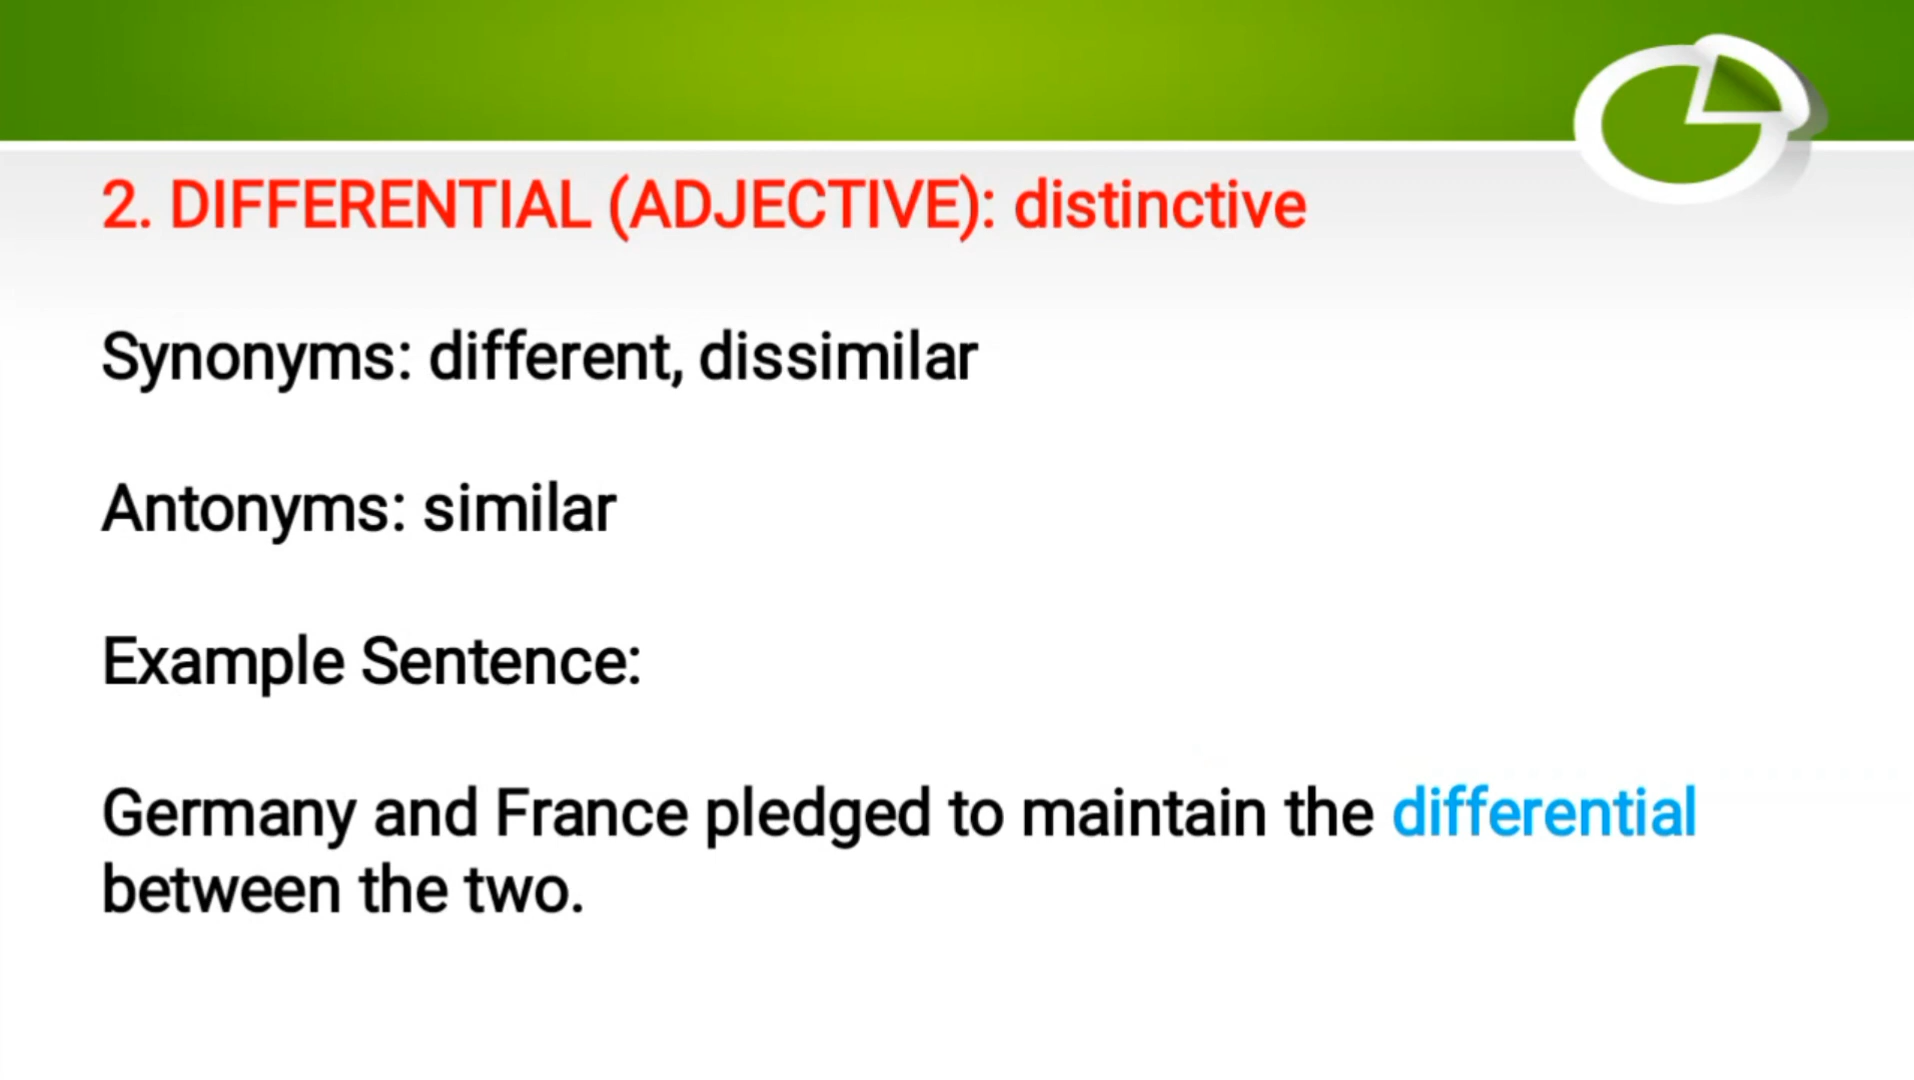 2. DIFFERENTIAL (ADJECTIVE): distinctive
Synonyms: different, dissimilar
Antonyms: similar
Example Sentence:
Germany and France pledged to maintain the differential
between the two.